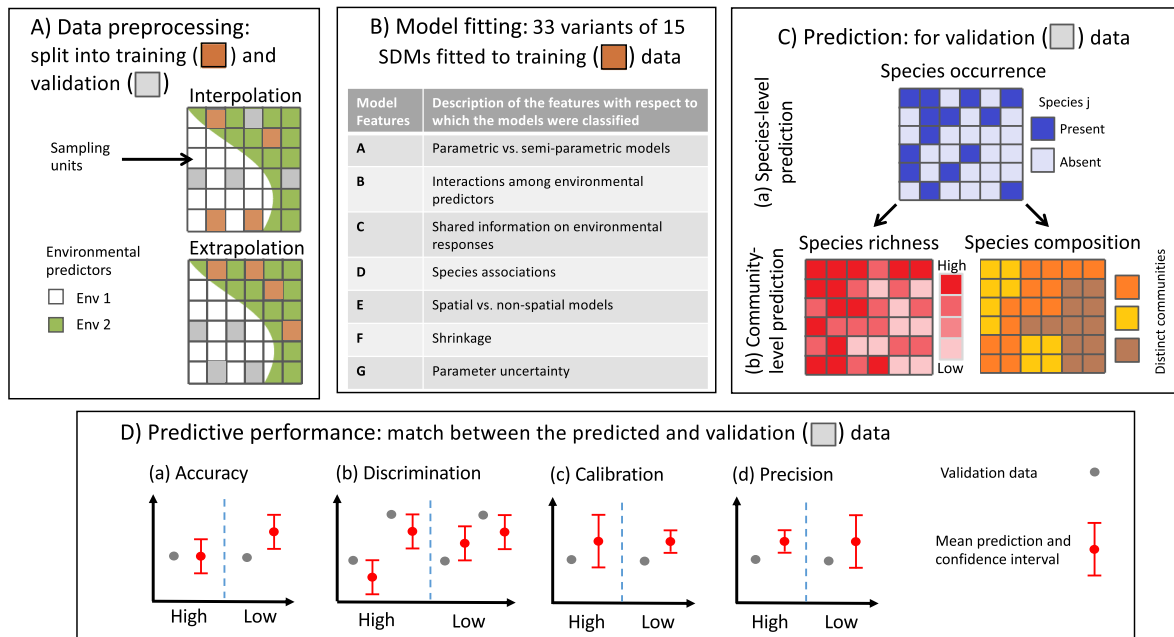 A) Data preprocessing:
split into training ( ) and
validation ( )
Interpolation
Sampling
units
Extrapolation
Environmental
predictors
Env 1
Env 2
B) Model fitting: 33 variants of 15
SDMs fitted to training ( ) data
Model
Features
Description of the features with respect to
which the models were classified
A
Parametric vs. semi-parametric models
B
Interactions among environmental
predictors
C
Shared information on environmental
responses
D
Species associations
E
Spatial vs. non-spatial models
F
Shrinkage
G
Parameter uncertainty
C) Prediction: for validation ( ) data
Species occurrence
(a) Species-level
prediction
Species j
Present
Absent
Species richness
Species composition
(b) Community-
level prediction
High
Low
Distinct communities
D) Predictive performance: match between the predicted and validation ( ) data
(a) Accuracy
(b) Discrimination
(c) Calibration
(d) Precision
Validation data
Mean prediction and
confidence interval
High
Low
High
Low
High
Low
High
Low